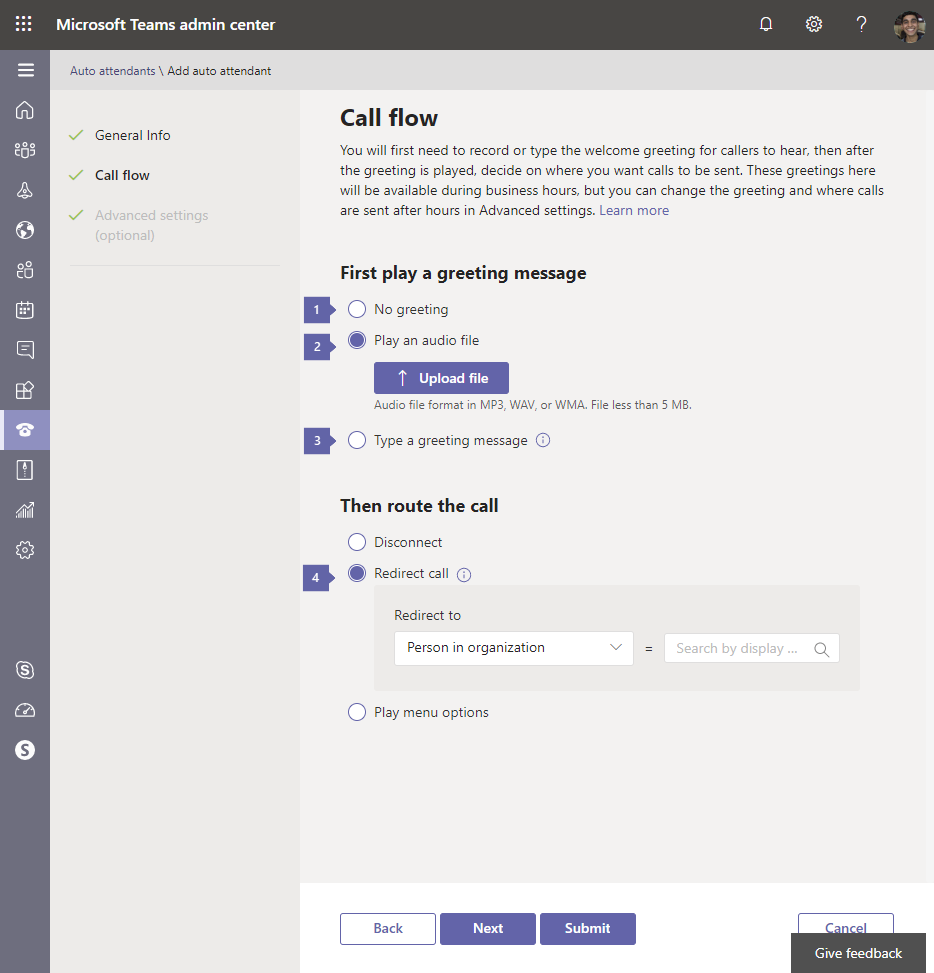 Microsoft Teams admin center
?
Auto attendants \ Add auto attendant
General Info
Call flow
Advanced settings
(optional)
Call flow
You will first need to record or type the welcome greeting for callers to hear, then after
the greeting is played, decide on where you want calls to be sent. These greetings here
will be available during business hours, but you can change the greeting and where calls
are sent after hours in Advanced settings. Learn more
First play a greeting message
1 No greeting
2 Play an audio file
↑ Upload file
Audio file format in MP3, WAV, or WMA. File less than 5 MB.
3 Type a greeting message
Then route the call
Disconnect
4 Redirect call
Redirect to
Person in organization = Search by display ...
Play menu options
Back Next Submit Cancel
Give feedback